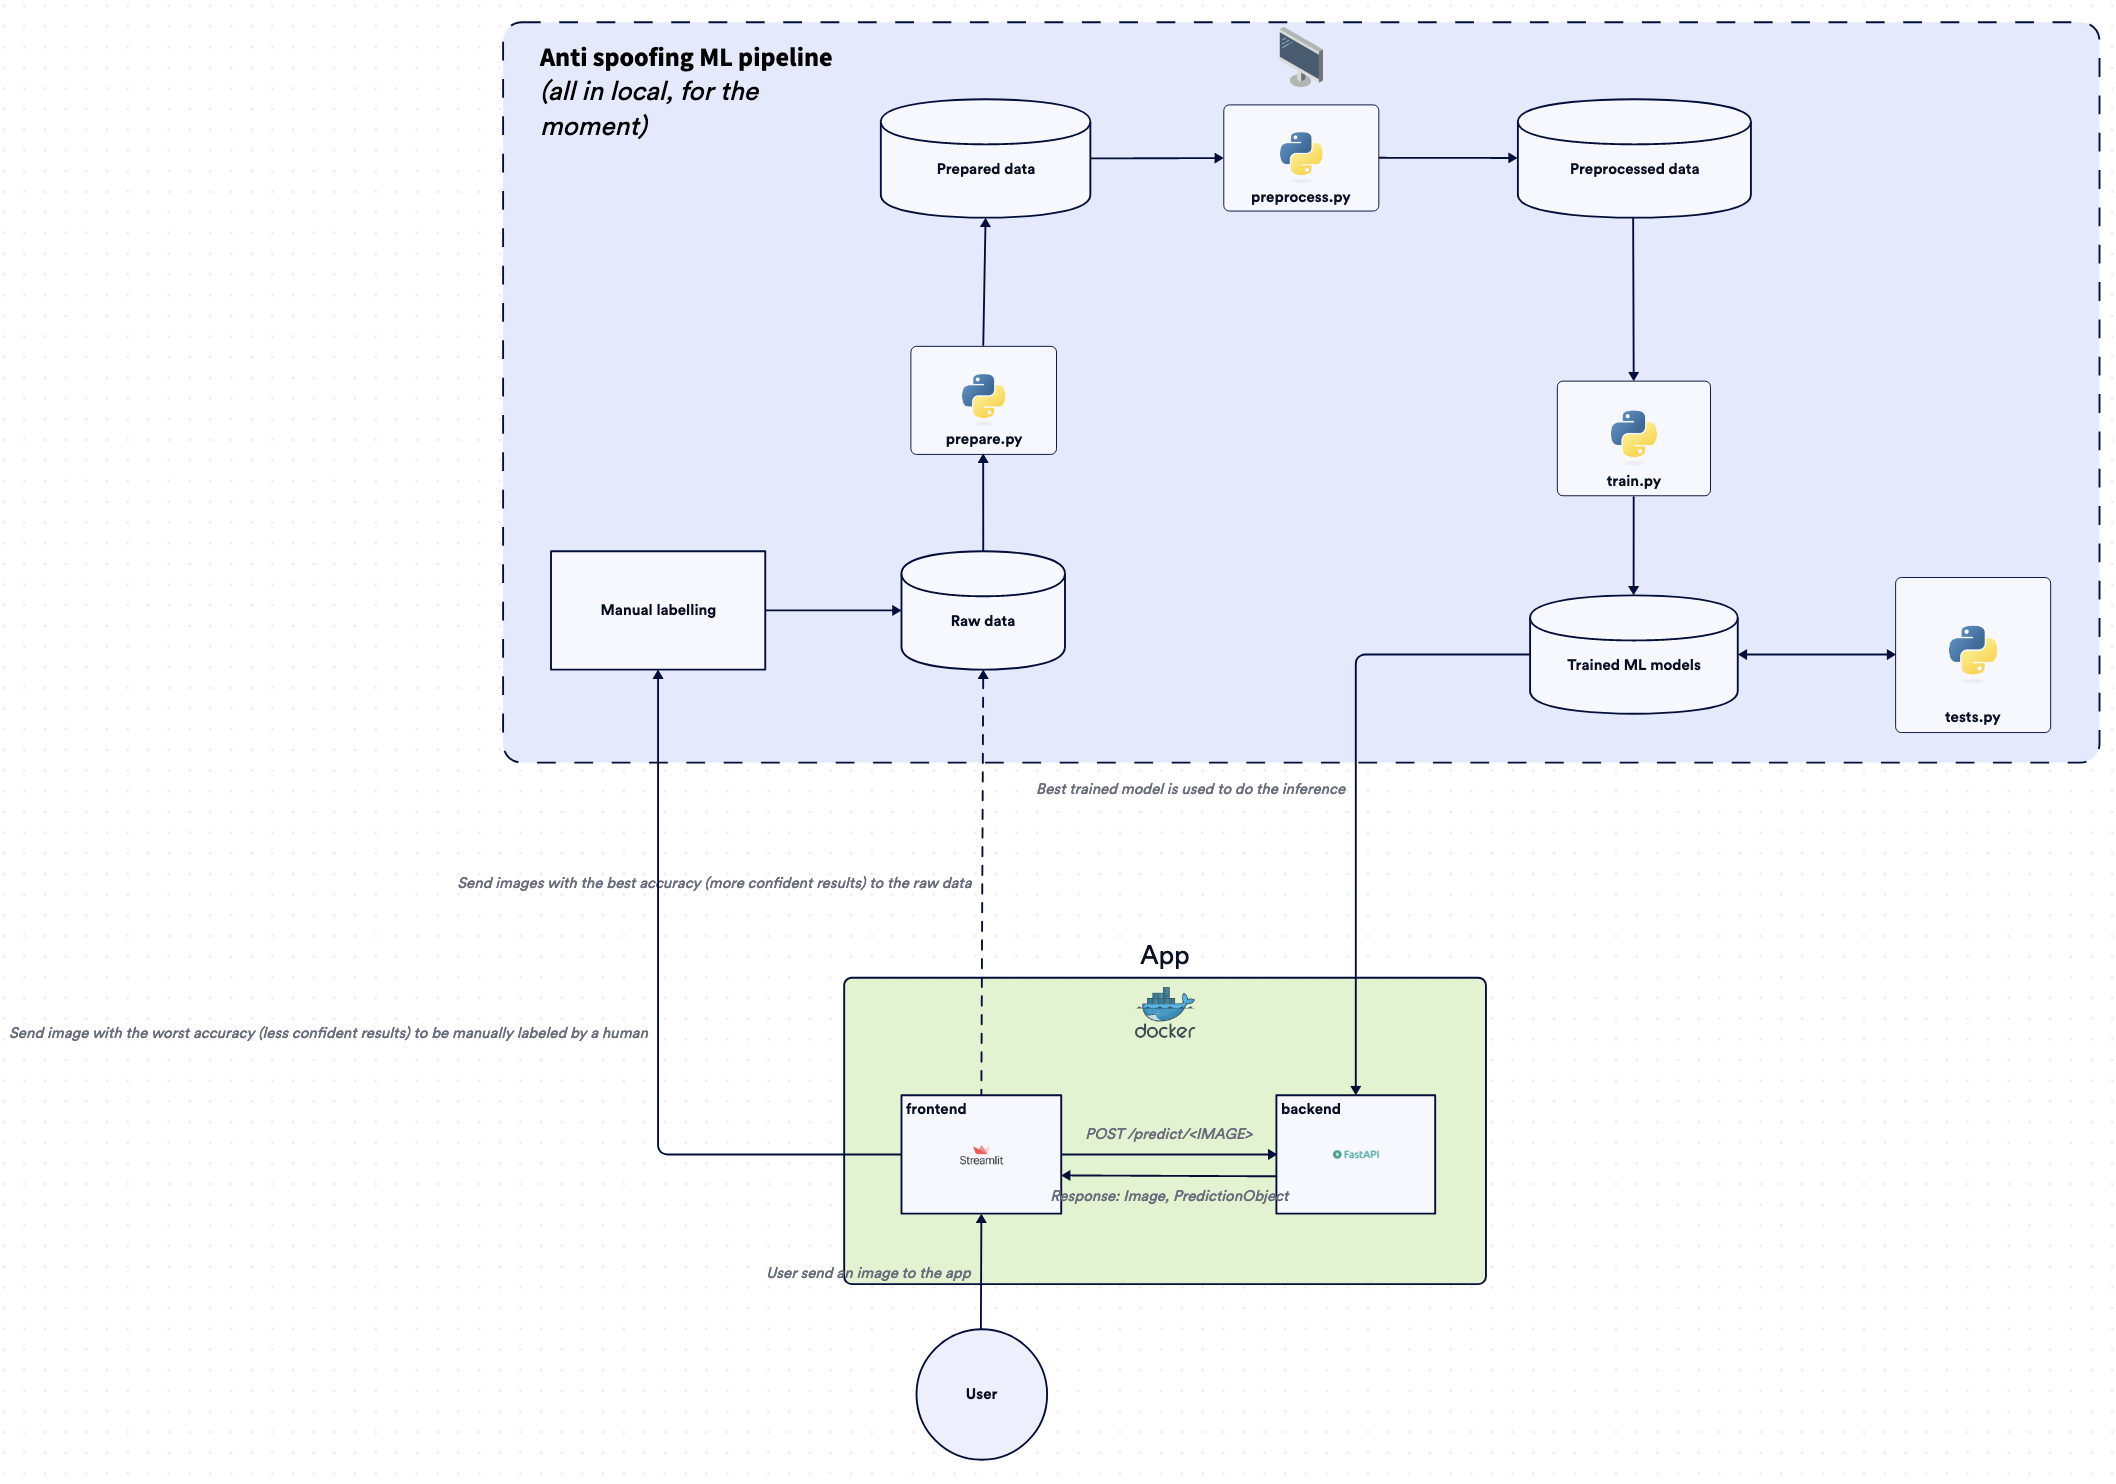 Anti spoofing ML pipeline
(all in local, for the
moment)
Prepared data
preprocess.py
Preprocessed data
prepare.py
train.py
Manual labelling
Raw data
Trained ML models
tests.py
Best trained model is used to do the inference
Send images with the best accuracy (more confident results) to the raw data
App
docker
Send image with the worst accuracy (less confident results) to be manually labeled by a human
frontend
Streamlit
POST /predict/<IMAGE>
backend
FastAPI
Response: Image, PredictionObject
User send an image to the app
User